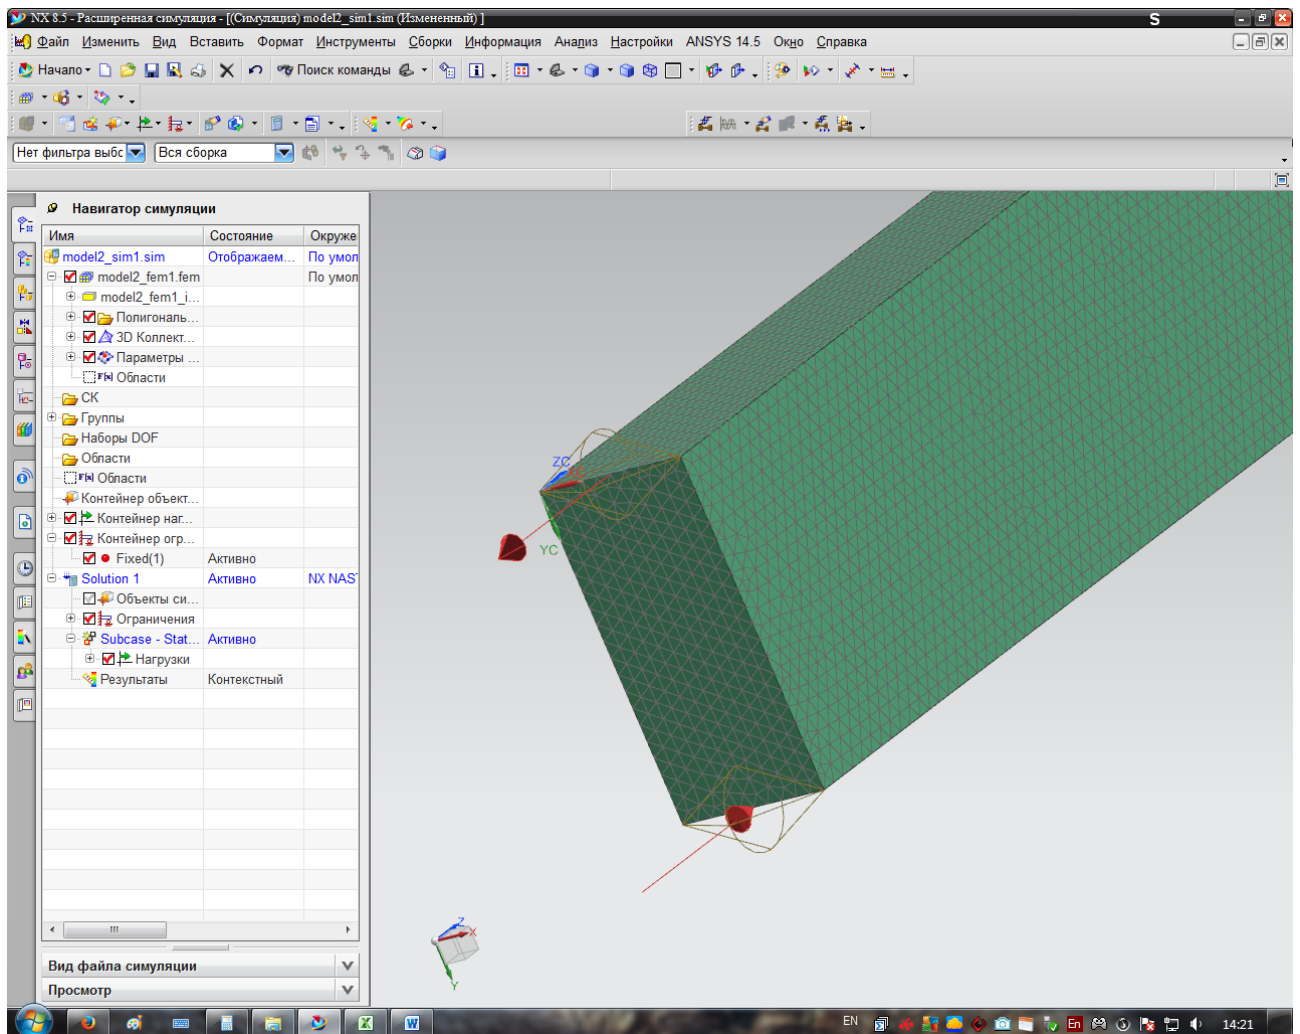 NX 8.5 - Расширенная симуляция - [(Симуляция) model2_sim1.sim (Измененный) ]
S
Файл Изменить Вид Вставить Формат Инструменты Сборки Информация Анализ Настройки ANSYS 14.5 Окно Справка
Начало Поиск команды
Нет фильтра выбс Вся сборка
Навигатор симуляции
Имя Состояние Окруже
model2_sim1.sim Отображаем... По умол
model2_fem1.fem По умол
model2_fem1_i...
Полигональ...
3D Коллект...
Параметры ...
Области
СК
Группы
Наборы DOF
Области
Области
Контейнер объект...
Контейнер наг...
Контейнер огр...
Fixed(1) Активно
Solution 1 Активно NX NAS
Объекты си...
Ограничения
Subcase - Stat... Активно
Нагрузки
Результаты Контекстный
ZC
YC
Z
X
Y
Вид файла симуляции
Просмотр
EN
En
14:21